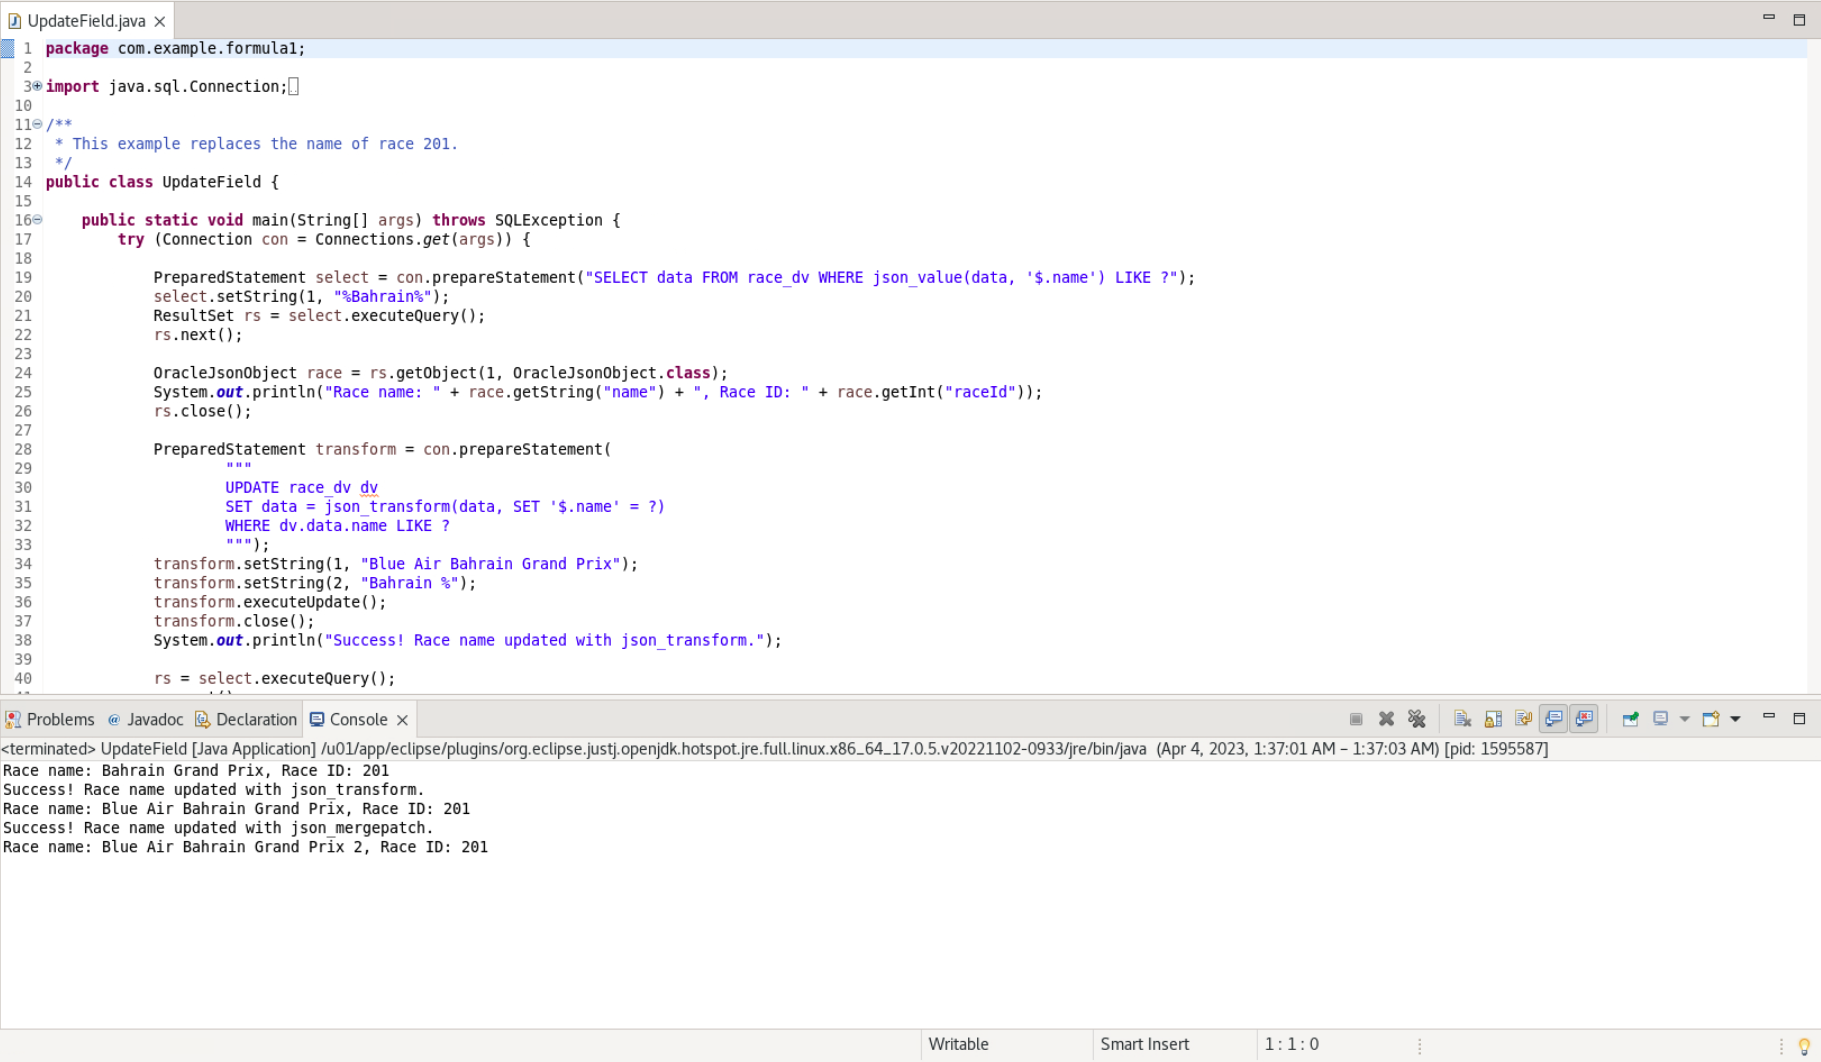 UpdateField.java
1 package com.example.formula1;
2
3 import java.sql.Connection;
10
11 /**
12  * This example replaces the name of race 201.
13  */
14 public class UpdateField {
15
16     public static void main(String[] args) throws SQLException {
17         try (Connection con = Connections.get(args)) {
18
19             PreparedStatement select = con.prepareStatement("SELECT data FROM race_dv WHERE json_value(data, '$.name') LIKE ?");
20             select.setString(1, "%Bahrain%");
21             ResultSet rs = select.executeQuery();
22             rs.next();
23
24             OracleJsonObject race = rs.getObject(1, OracleJsonObject.class);
25             System.out.println("Race name: " + race.getString("name") + ", Race ID: " + race.getInt("raceId"));
26             rs.close();
27
28             PreparedStatement transform = con.prepareStatement(
29                     """
30                     UPDATE race_dv dv
31                     SET data = json_transform(data, SET '$.name' = ?)
32                     WHERE dv.data.name LIKE ?
33                     """);
34             transform.setString(1, "Blue Air Bahrain Grand Prix");
35             transform.setString(2, "Bahrain %");
36             transform.executeUpdate();
37             transform.close();
38             System.out.println("Success! Race name updated with json_transform.");
39
40             rs = select.executeQuery();
Problems @ Javadoc Declaration Console
<terminated> UpdateField [Java Application] /u01/app/eclipse/plugins/org.eclipse.justj.openjdk.hotspot.jre.full.linux.x86_64_17.0.5.v20221102-0933/jre/bin/java (Apr 4, 2023, 1:37:01 AM – 1:37:03 AM) [pid: 1595587]
Race name: Bahrain Grand Prix, Race ID: 201
Success! Race name updated with json_transform.
Race name: Blue Air Bahrain Grand Prix, Race ID: 201
Success! Race name updated with json_mergepatch.
Race name: Blue Air Bahrain Grand Prix 2, Race ID: 201
Writable Smart Insert 1 : 1 : 0